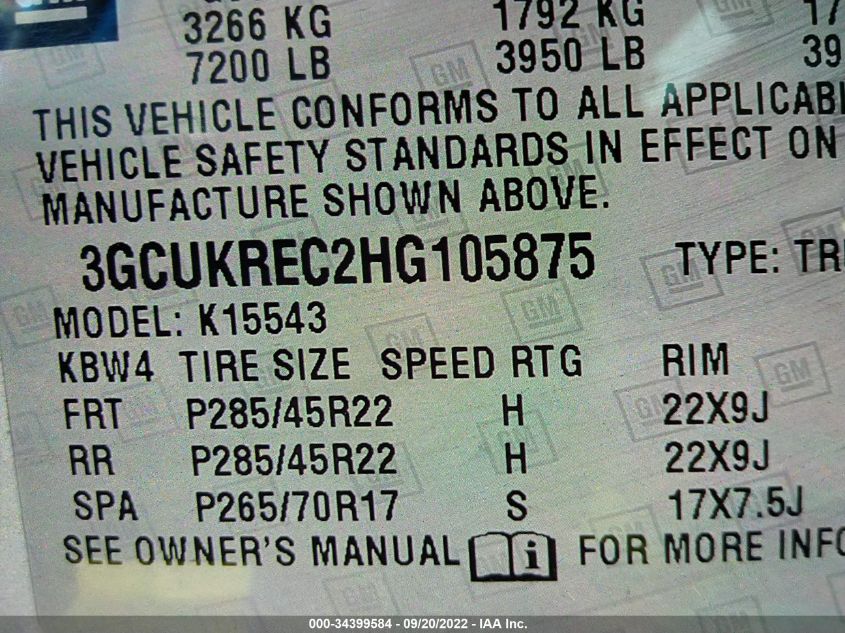 3266 KG 1792 KG 17
7200 LB 3950 LB 39
THIS VEHICLE CONFORMS TO ALL APPLICABL
VEHICLE SAFETY STANDARDS IN EFFECT ON
MANUFACTURE SHOWN ABOVE.
3GCUKREC2HG105875 TYPE: TR
MODEL: K15543
KBW4 TIRE SIZE SPEED RTG RIM
FRT P285/45R22 H 22X9J
RR P285/45R22 H 22X9J
SPA P265/70R17 S 17X7.5J
SEE OWNER'S MANUAL i FOR MORE INFO
000-34399584 - 09/20/2022 - IAA Inc.